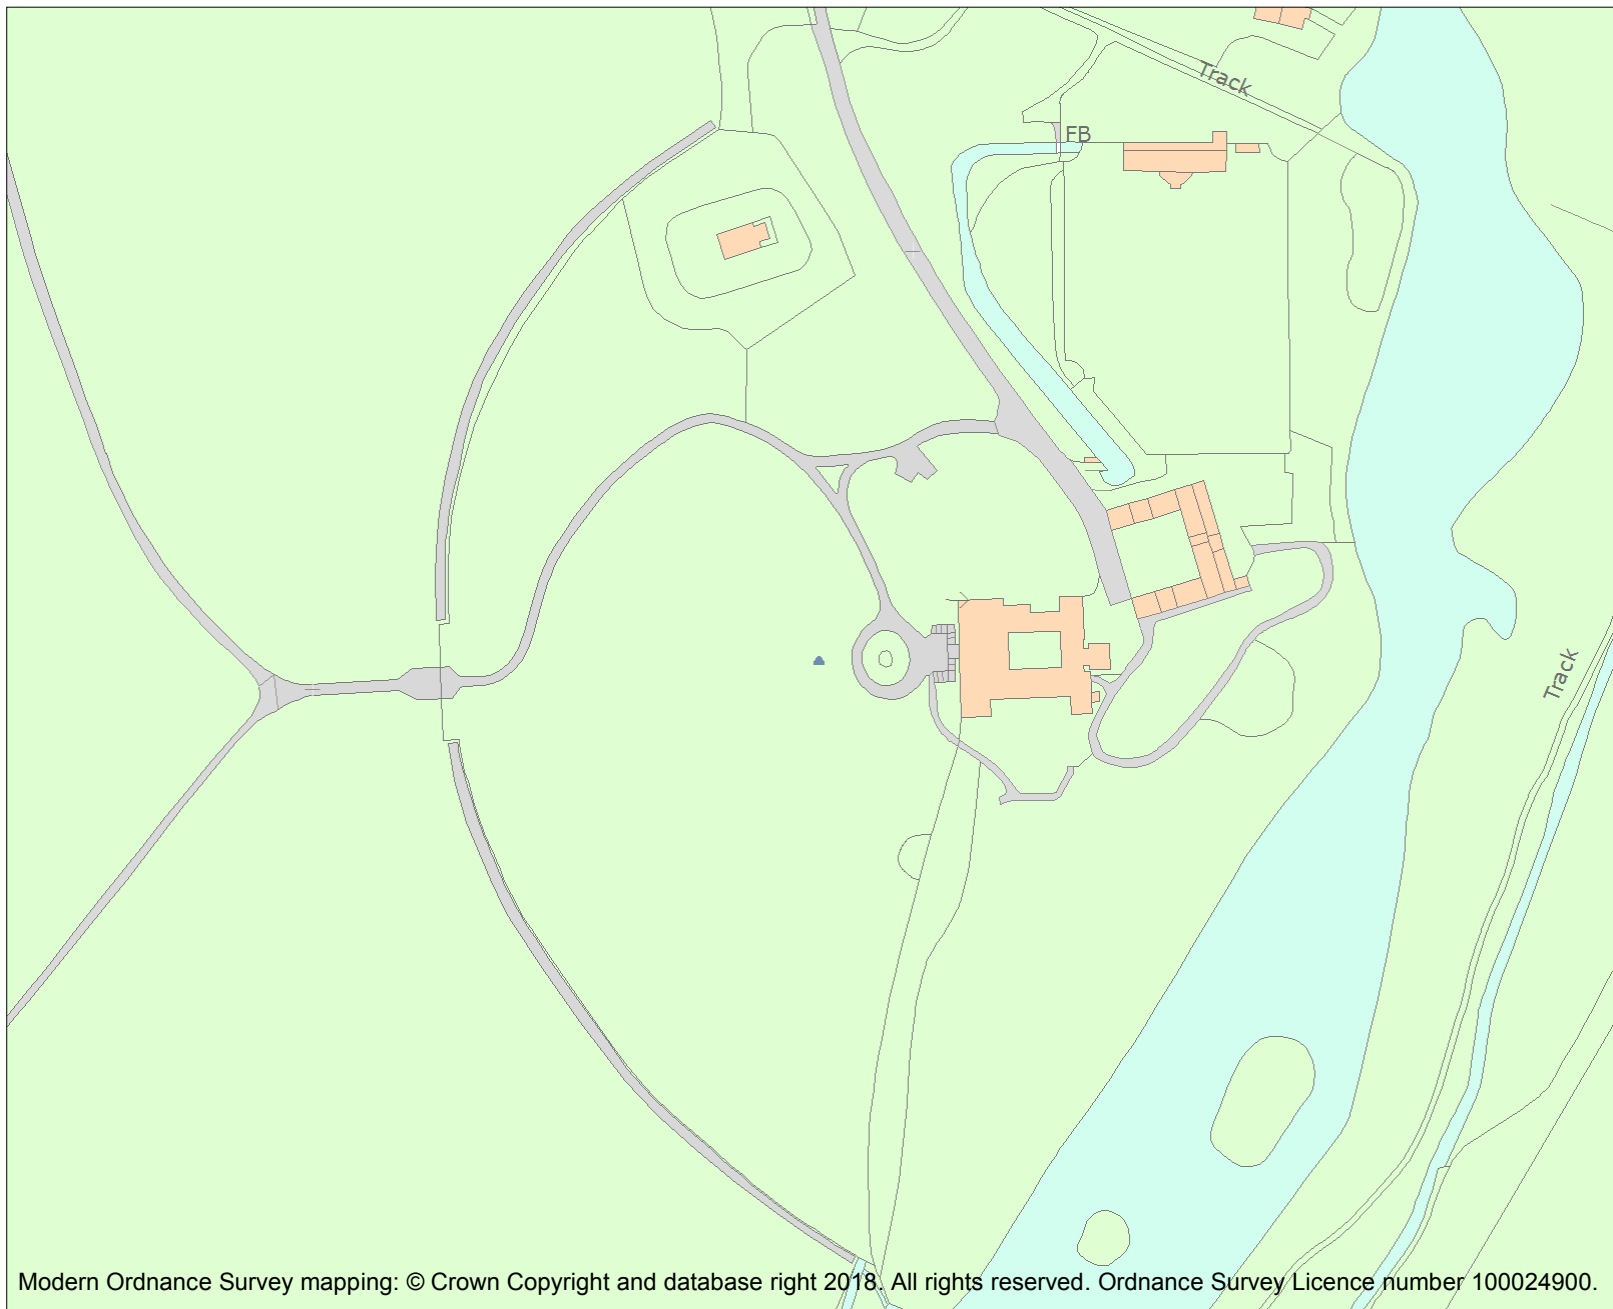 Track
FB
Track
Modern Ordnance Survey mapping: © Crown Copyright and database right 2018. All rights reserved. Ordnance Survey Licence number 100024900.